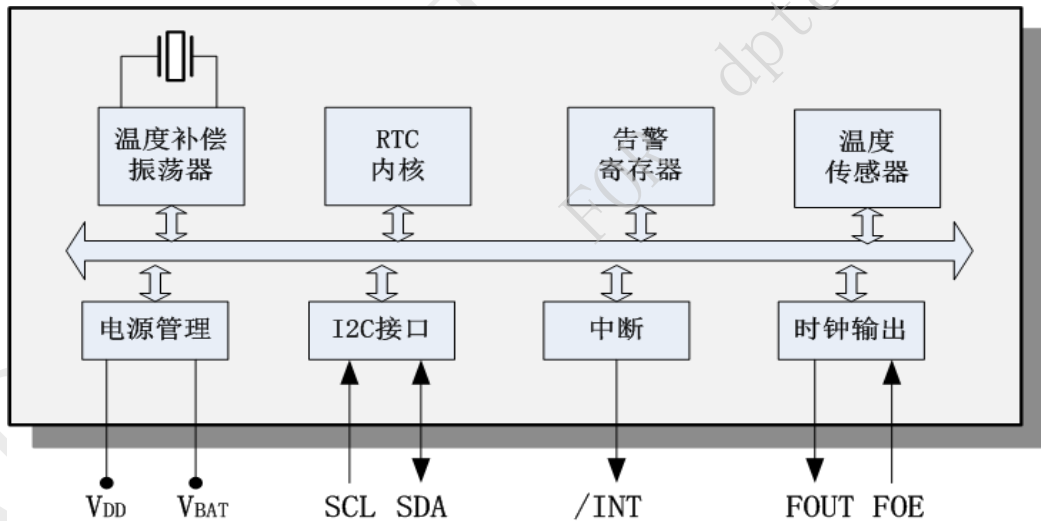 温度补偿
振荡器
RTC
内核
告警
寄存器
温度
传感器
电源管理
I2C接口
中断
时钟输出
VDD
VBAT
SCL
SDA
/INT
FOUT
FOE
FOR
dpt